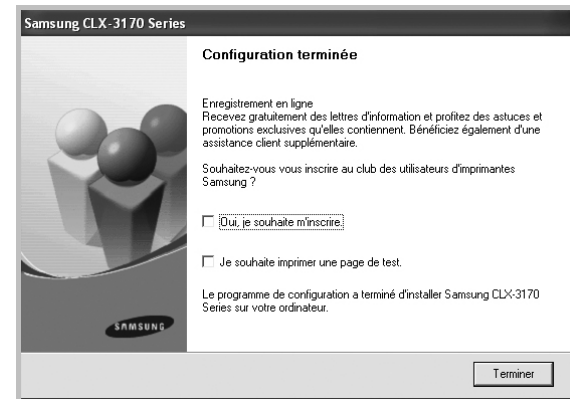 Samsung CLX-3170 Series
Configuration terminée
Enregistrement en ligne
Recevez gratuitement des lettres d'information et profitez des astuces et
promotions exclusives qu'elles contiennent. Bénéficiez également d'une
assistance client supplémentaire.
Souhaitez-vous vous inscrire au club des utilisateurs d'imprimantes
Samsung ?
Oui, je souhaite m'inscrire.
Je souhaite imprimer une page de test.
Le programme de configuration a terminé d'installer Samsung CLX-3170
Series sur votre ordinateur.
SAMSUNG
Terminer